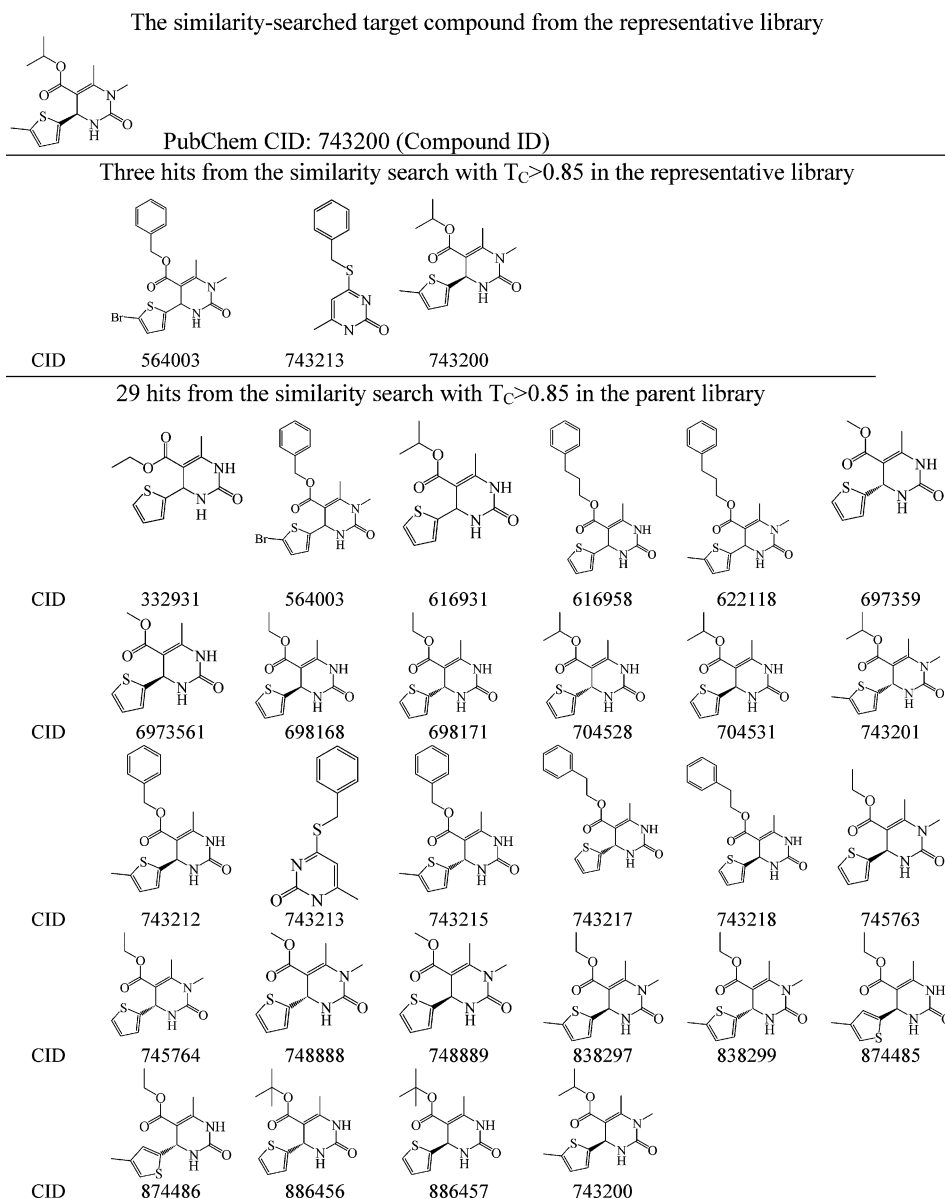 The similarity-searched target compound from the representative library
PubChem CID: 743200 (Compound ID)
Three hits from the similarity search with T_C>0.85 in the representative library
CID 564003 743213 743200
29 hits from the similarity search with T_C>0.85 in the parent library
CID 332931 564003 616931 616958 622118 697359
CID 6973561 698168 698171 704528 704531 743201
CID 743212 743213 743215 743217 743218 745763
CID 745764 748888 748889 838297 838299 874485
CID 874486 886456 886457 743200